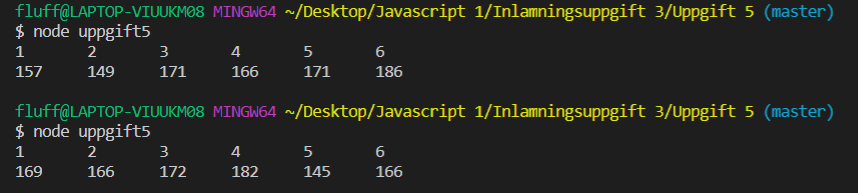 fluff@LAPTOP-VIUUKM08 MINGW64 ~/Desktop/Javascript 1/Inlamningsuppgift 3/Uppgift 5 (master)
$ node uppgift5
1 2 3 4 5 6
157 149 171 166 171 186
fluff@LAPTOP-VIUUKM08 MINGW64 ~/Desktop/Javascript 1/Inlamningsuppgift 3/Uppgift 5 (master)
$ node uppgift5
1 2 3 4 5 6
169 166 172 182 145 166